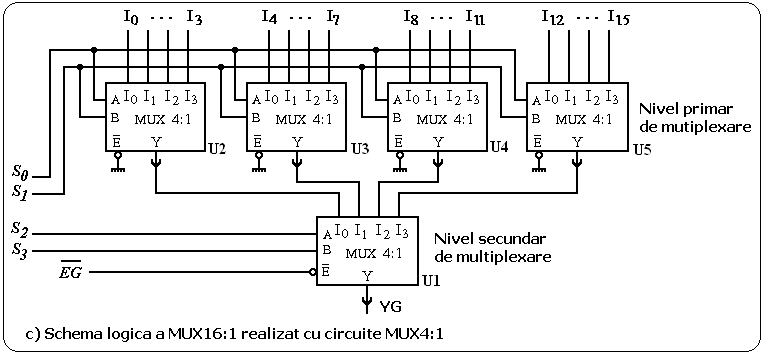 I0 ... I3 I4 ... I7 I8 ... I11 I12 ... I15
A I0 I1 I2 I3 A I0 I1 I2 I3 A I0 I1 I2 I3 A I0 I1 I2 I3
B MUX 4:1 B MUX 4:1 B MUX 4:1 B MUX 4:1
E̅ Y U2 E̅ Y U3 E̅ Y U4 E̅ Y U5
Nivel primar
de mutiplexare
S0
S1
S2
S3
E̅G̅
A I0 I1 I2 I3
B MUX 4:1
E̅ Y U1
Nivel secundar
de multiplexare
YG
c) Schema logica a MUX16:1 realizat cu circuite MUX4:1